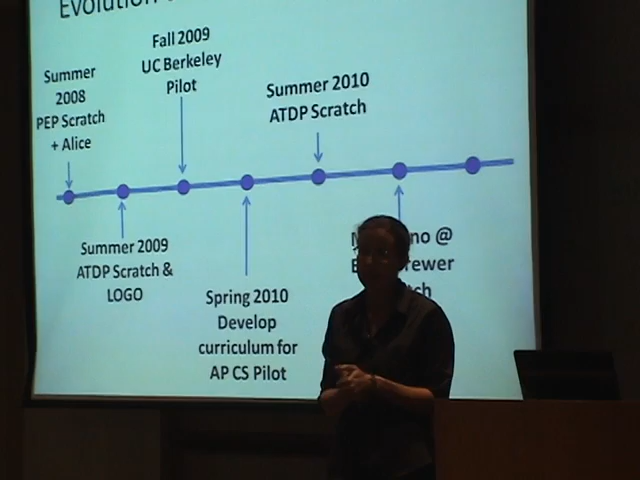 Evolution
Summer
2008
PEP Scratch
+ Alice
Fall 2009
UC Berkeley
Pilot
Summer 2010
ATDP Scratch
Summer 2009
ATDP Scratch &
LOGO
Spring 2010
Develop
curriculum for
AP CS Pilot
@